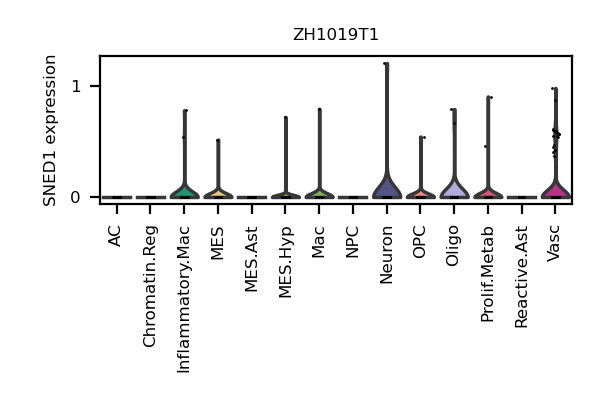 ZH1019T1
SNED1 expression
1
0
AC
Chromatin.Reg
Inflammatory.Mac
MES
MES.Ast
MES.Hyp
Mac
NPC
Neuron
OPC
Oligo
Prolif.Metab
Reactive.Ast
Vasc